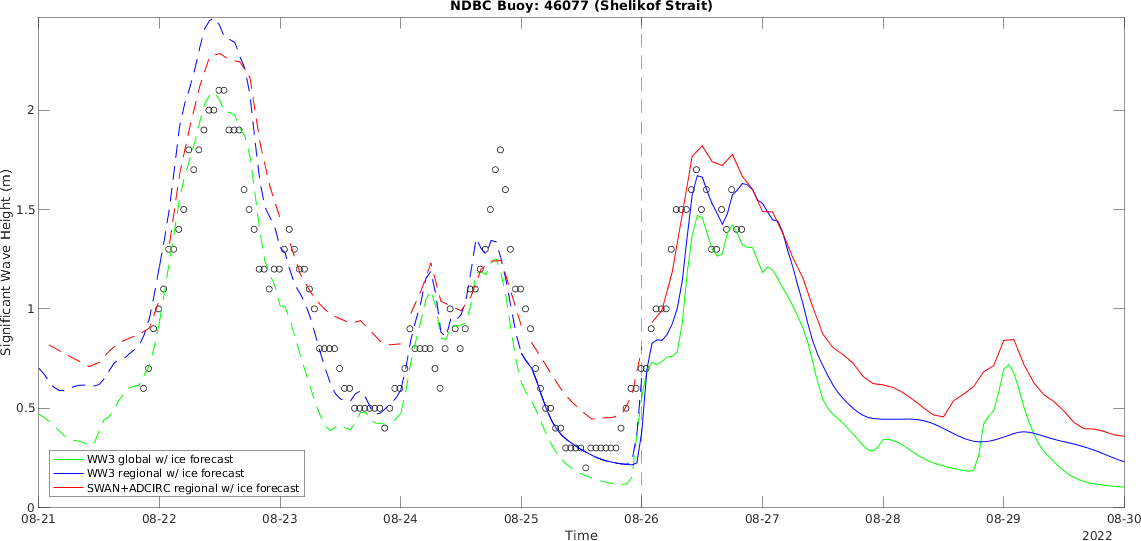 NDBC Buoy: 46077 (Shelikof Strait)
Significant Wave Height (m)
2
1.5
1
0.5
0
WW3 global w/ ice forecast
WW3 regional w/ ice forecast
SWAN+ADCIRC regional w/ ice forecast
08-21 08-22 08-23 08-24 08-25 08-26 08-27 08-28 08-29 08-30
Time
2022